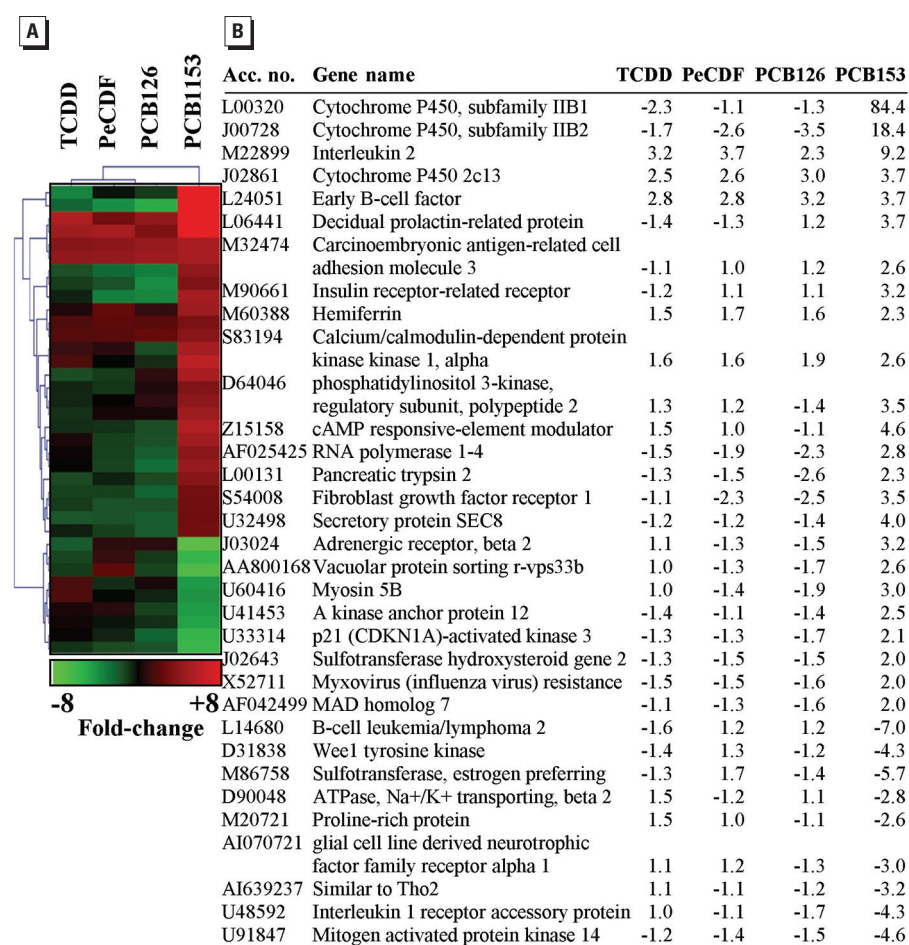 A
B
TCDD
PeCDF
PCB126
PCB1153
-8
+8
Fold-change
Acc. no. Gene name TCDD PeCDF PCB126 PCB153
L00320 Cytochrome P450, subfamily IIB1 -2.3 -1.1 -1.3 84.4
J00728 Cytochrome P450, subfamily IIB2 -1.7 -2.6 -3.5 18.4
M22899 Interleukin 2 3.2 3.7 2.3 9.2
J02861 Cytochrome P450 2c13 2.5 2.6 3.0 3.7
L24051 Early B-cell factor 2.8 2.8 3.2 3.7
L06441 Decidual prolactin-related protein -1.4 -1.3 1.2 3.7
M32474 Carcinoembryonic antigen-related cell
adhesion molecule 3 -1.1 1.0 1.2 2.6
M90661 Insulin receptor-related receptor -1.2 1.1 1.1 3.2
M60388 Hemiferrin 1.5 1.7 1.6 2.3
S83194 Calcium/calmodulin-dependent protein
kinase kinase 1, alpha 1.6 1.6 1.9 2.6
D64046 phosphatidylinositol 3-kinase,
regulatory subunit, polypeptide 2 1.3 1.2 -1.4 3.5
Z15158 cAMP responsive-element modulator 1.5 1.0 -1.1 4.6
AF025425 RNA polymerase 1-4 -1.5 -1.9 -2.3 2.8
L00131 Pancreatic trypsin 2 -1.3 -1.5 -2.6 2.3
S54008 Fibroblast growth factor receptor 1 -1.1 -2.3 -2.5 3.5
U32498 Secretory protein SEC8 -1.2 -1.2 -1.4 4.0
J03024 Adrenergic receptor, beta 2 1.1 -1.3 -1.5 3.2
AA800168 Vacuolar protein sorting r-vps33b 1.0 -1.3 -1.7 2.6
U60416 Myosin 5B 1.0 -1.4 -1.9 3.0
U41453 A kinase anchor protein 12 -1.4 -1.1 -1.4 2.5
U33314 p21 (CDKN1A)-activated kinase 3 -1.3 -1.3 -1.7 2.1
J02643 Sulfotransferase hydroxysteroid gene 2 -1.3 -1.5 -1.5 2.0
X52711 Myxovirus (influenza virus) resistance -1.5 -1.5 -1.6 2.0
AF042499 MAD homolog 7 -1.1 -1.3 -1.6 2.0
L14680 B-cell leukemia/lymphoma 2 -1.6 1.2 1.2 -7.0
D31838 Wee1 tyrosine kinase -1.4 1.3 -1.2 -4.3
M86758 Sulfotransferase, estrogen preferring -1.3 1.7 -1.4 -5.7
D90048 ATPase, Na+/K+ transporting, beta 2 1.5 -1.2 1.1 -2.8
M20721 Proline-rich protein 1.5 1.0 -1.1 -2.6
AI070721 glial cell line derived neurotrophic
factor family receptor alpha 1 1.1 1.2 -1.3 -3.0
AI639237 Similar to Tho2 1.1 -1.1 -1.2 -3.2
U48592 Interleukin 1 receptor accessory protein 1.0 -1.1 -1.7 -4.3
U91847 Mitogen activated protein kinase 14 -1.2 -1.4 -1.5 -4.6